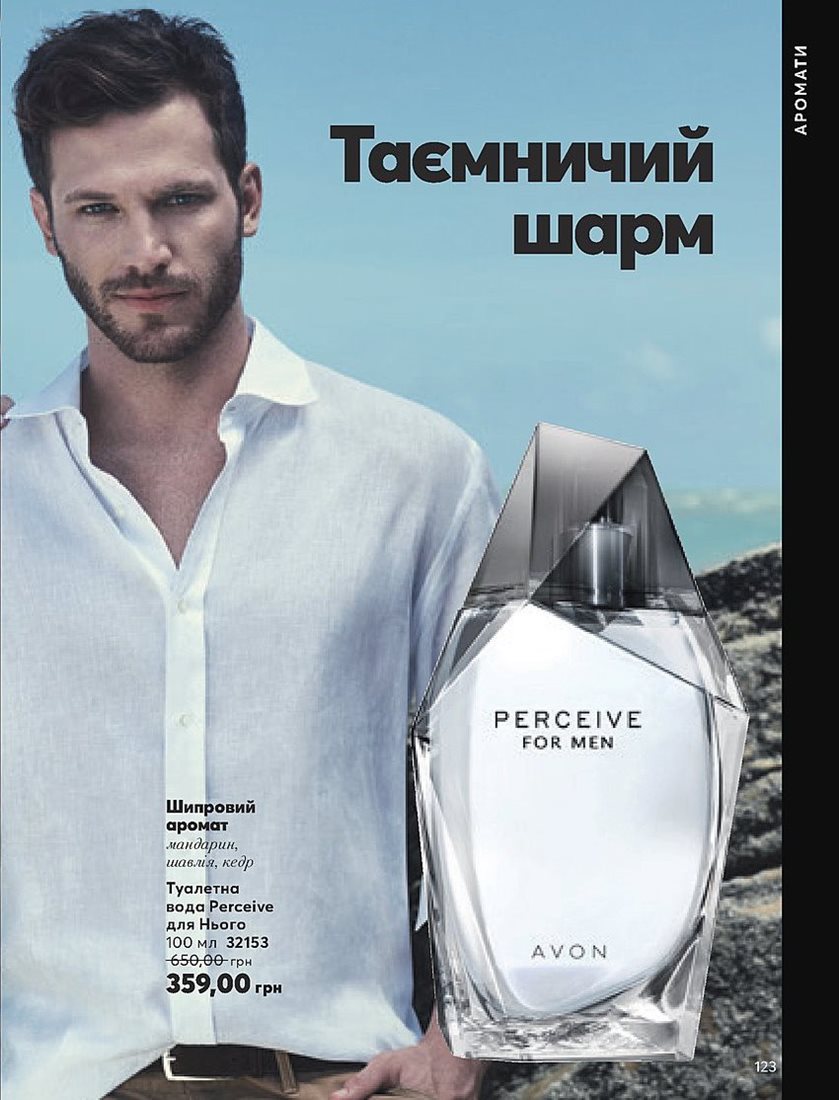 АРОМАТИ
Таємничий
шарм
PERCEIVE
FOR MEN
AVON
Шипровий
аромат
мандарин,
шавлія, кедр
Туалетна
вода Perceive
для Нього
100 мл 32153
650,00 грн
359,00 грн
123